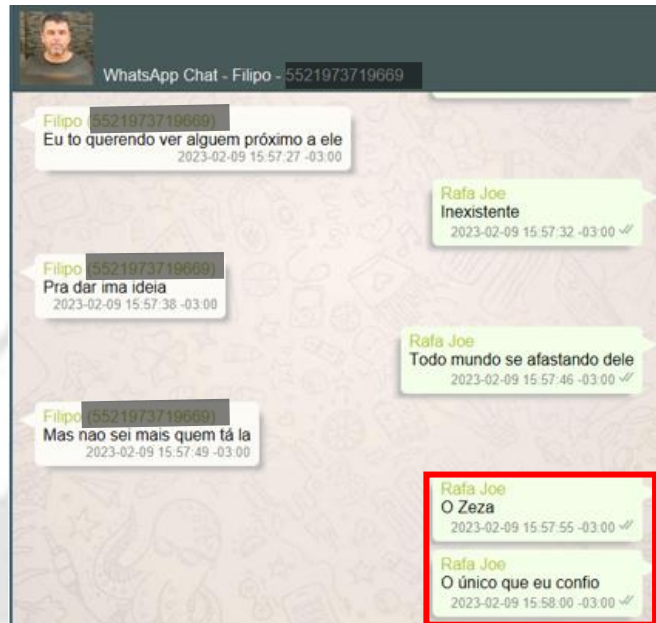 WhatsApp Chat - Filipo -
Filipo
Eu to querendo ver alguem próximo a ele
2023-02-09 15:57:27 -03:00
Rafa Joe
Inexistente
2023-02-09 15:57:32 -03:00
Filipo
Pra dar ima ideia
2023-02-09 15:57:38 -03:00
Rafa Joe
Todo mundo se afastando dele
2023-02-09 15:57:46 -03:00
Filipo
Mas nao sei mais quem tá la
2023-02-09 15:57:49 -03:00
Rafa Joe
O Zeza
2023-02-09 15:57:55 -03:00
Rafa Joe
O único que eu confio
2023-02-09 15:58:00 -03:00